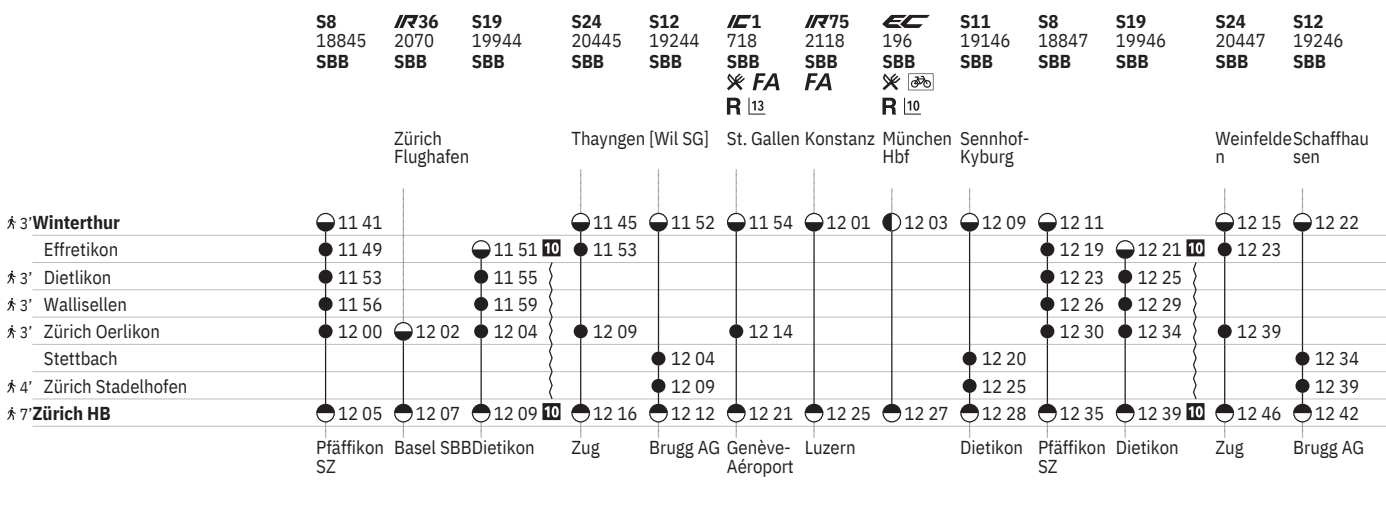 S8 IR36 S19 S24 S12 IC1 IR75 EC S11 S8 S19 S24 S12
18845 2070 19944 20445 19244 718 2118 196 19146 18847 19946 20447 19246
SBB SBB SBB SBB SBB SBB SBB SBB SBB SBB SBB SBB SBB
FA FA
R 13 R 10
Zürich Thayngen [Wil SG] St. Gallen Konstanz München Sennhof- Weinfelde Schaffhau
Flughafen Hbf Kyburg n sen
3’ Winterthur 11 41 11 45 11 52 11 54 12 01 12 03 12 09 12 11 12 15 12 22
Effretikon 11 49 11 51 10 11 53 12 19 12 21 10 12 23
3’ Dietlikon 11 53 11 55 12 23 12 25
3’ Wallisellen 11 56 11 59 12 26 12 29
3’ Zürich Oerlikon 12 00 12 02 12 04 12 09 12 14 12 30 12 34 12 39
Stettbach 12 04 12 20 12 34
4’ Zürich Stadelhofen 12 09 12 25 12 39
7’ Zürich HB 12 05 12 07 12 09 10 12 16 12 12 12 21 12 25 12 27 12 28 12 35 12 39 10 12 46 12 42
Pfäffikon Basel SBB Dietikon Zug Brugg AG Genève- Luzern Dietikon Pfäffikon Dietikon Zug Brugg AG
SZ Aéroport SZ